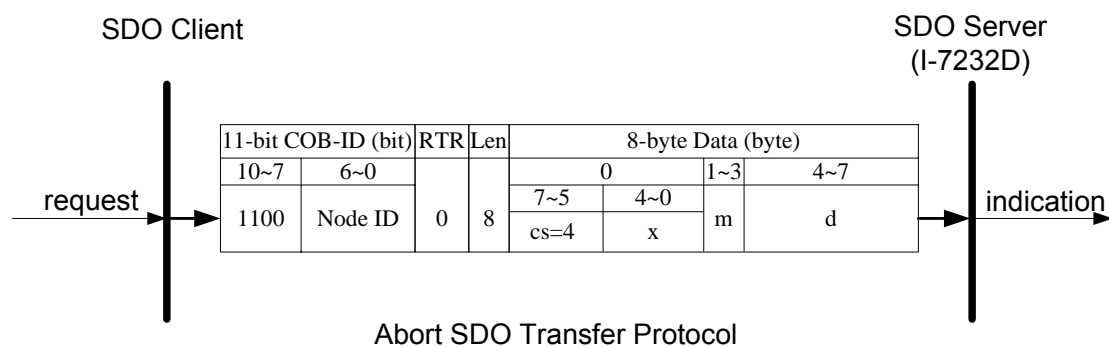 SDO Client
SDO Server
(I-7232D)
11-bit COB-ID (bit) RTR Len 8-byte Data (byte)
10~7 6~0 0 1~3 4~7
7~5 4~0
request 1100 Node ID 0 8 cs=4 x m d indication
Abort SDO Transfer Protocol